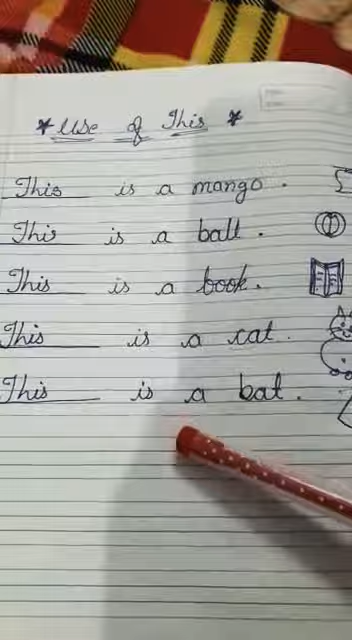 * Use of This *
This is a mango.
This is a ball.
This is a book.
This is a cat.
This is a bat.